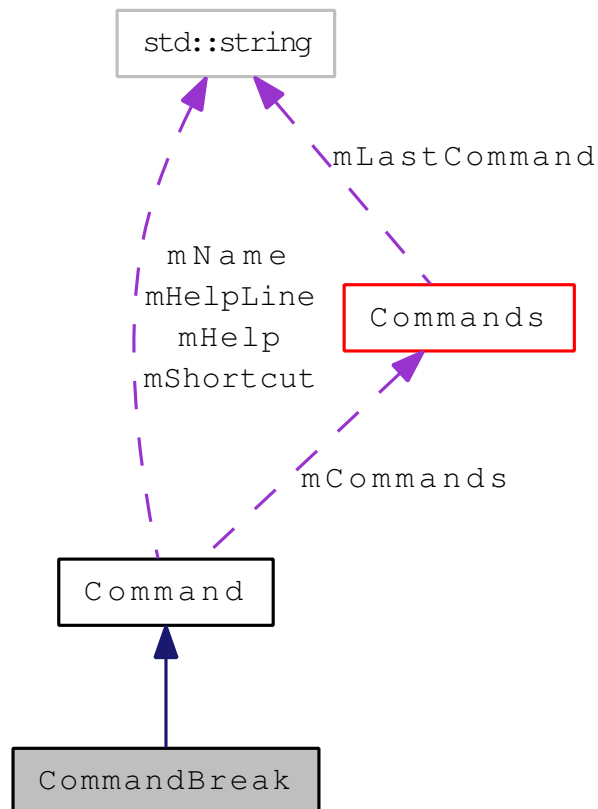 std::string
mLastCommand
mName
mHelpLine
mHelp
mShortcut
Commands
mCommands
Command
CommandBreak